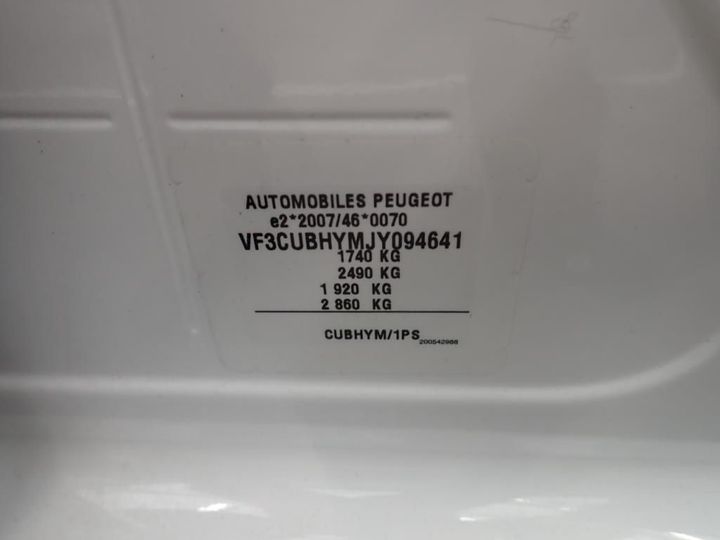 AUTOMOBILES PEUGEOT
e2*2007/46*0070
VF3CUBHYMJY094641
1740 KG
2490 KG
1 920 KG
2 860 KG
CUBHYM/1PS
200542988